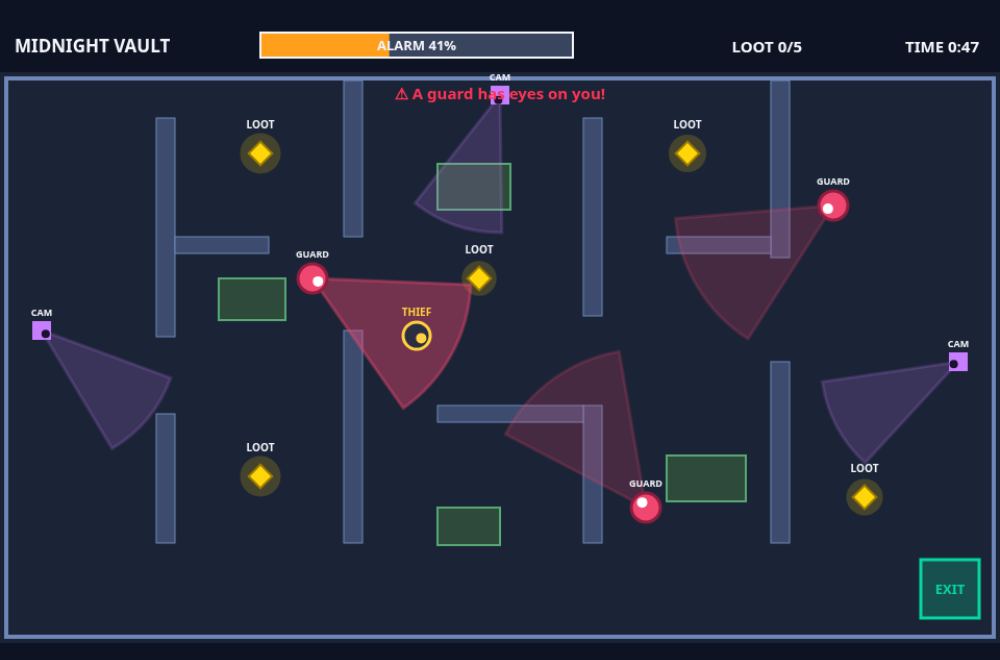 MIDNIGHT VAULT
ALARM 41%
LOOT 0/5
TIME 0:47
CAM
⚠ A guard has eyes on you!
LOOT
LOOT
GUARD
LOOT
GUARD
THIEF
CAM
CAM
LOOT
LOOT
GUARD
EXIT